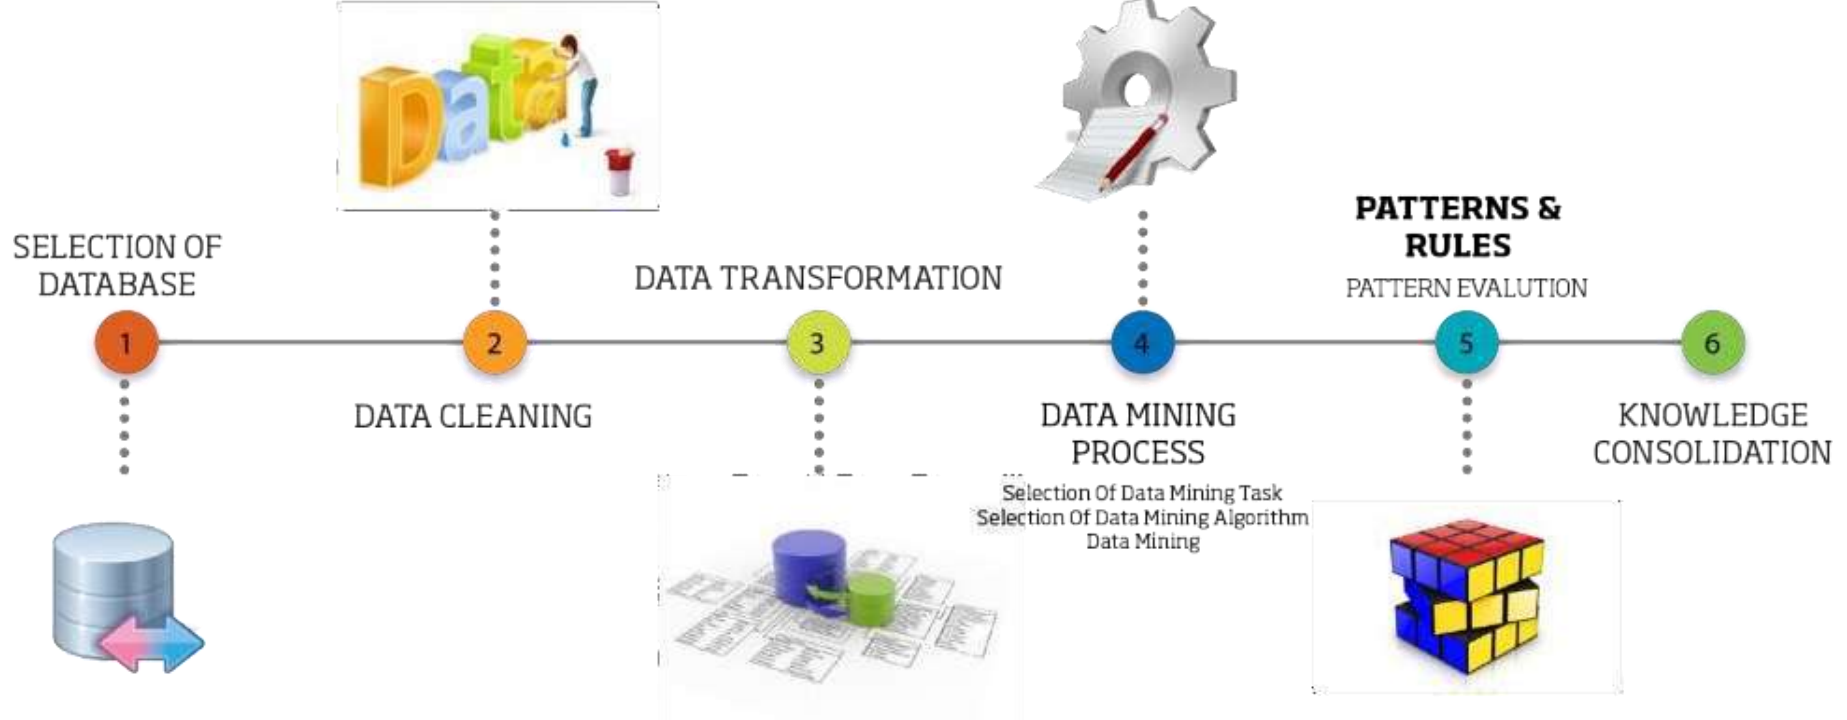 Data
SELECTION OF
DATABASE
1
2
DATA CLEANING
DATA TRANSFORMATION
3
4
DATA MINING
PROCESS
Selection Of Data Mining Task
Selection Of Data Mining Algorithm
Data Mining
PATTERNS &
RULES
PATTERN EVALUTION
5
6
KNOWLEDGE
CONSOLIDATION